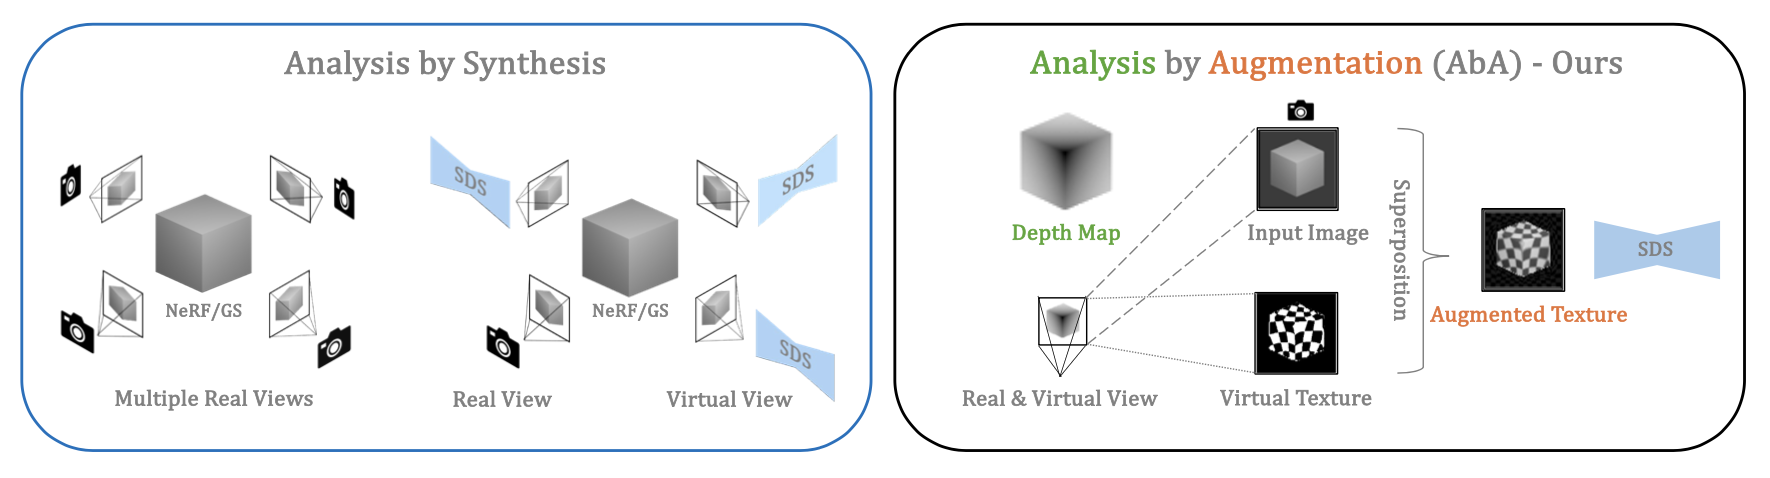 Analysis by Synthesis
SDS
SDS
NeRF/GS
NeRF/GS
SDS
Multiple Real Views
Real View
Virtual View
Analysis by Augmentation (AbA) - Ours
Depth Map
Input Image
Superposition
SDS
Augmented Texture
Real & Virtual View
Virtual Texture